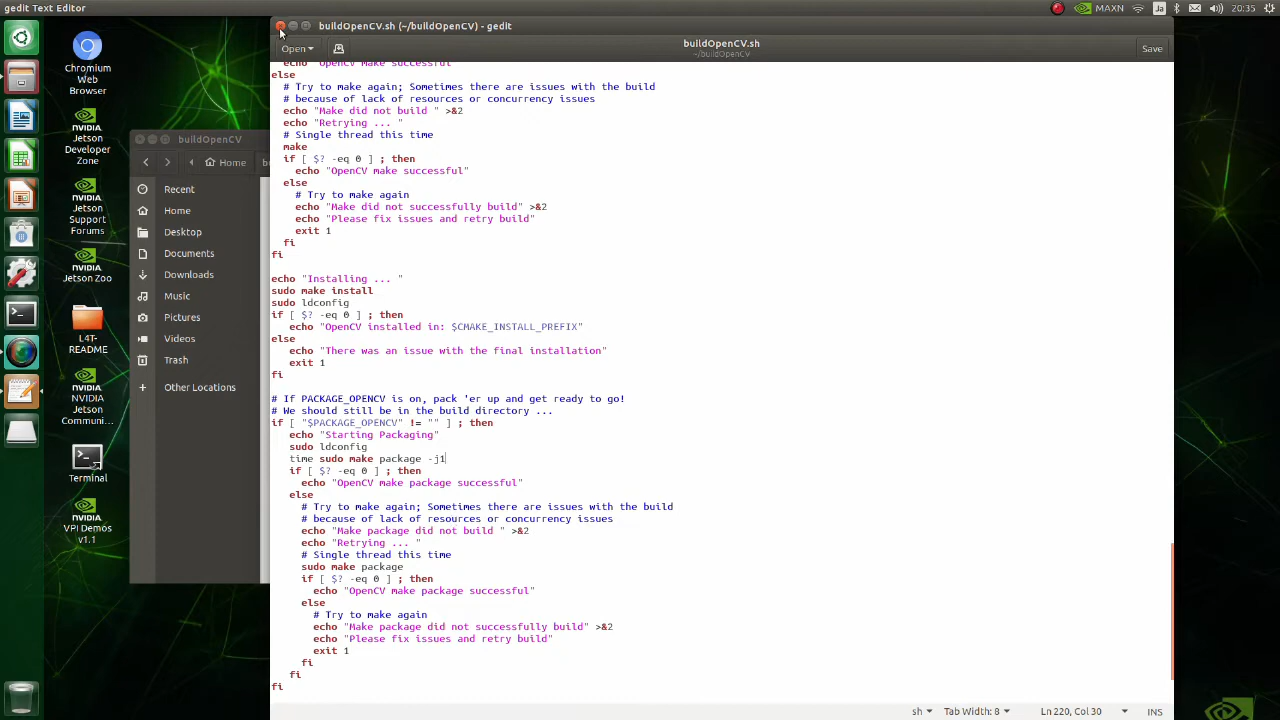 gedit Text Editor
MAXN
Ja
20:35
buildOpenCV.sh (~/buildOpenCV) - gedit
Open
buildOpenCV.sh
~/buildOpenCV
Save
echo "OpenCV make successful"
else
# Try to make again; Sometimes there are issues with the build
# because of lack of resources or concurrency issues
echo "Make did not build " >&2
echo "Retrying ... "
# Single thread this time
make
if [ $? -eq 0 ] ; then
echo "OpenCV make successful"
else
# Try to make again
echo "Make did not successfully build" >&2
echo "Please fix issues and retry build"
exit 1
fi
fi
echo "Installing ... "
sudo make install
sudo ldconfig
if [ $? -eq 0 ] ; then
echo "OpenCV installed in: $CMAKE_INSTALL_PREFIX"
else
echo "There was an issue with the final installation"
exit 1
fi
# If PACKAGE_OPENCV is on, pack 'er up and get ready to go!
# We should still be in the build directory ...
if [ "$PACKAGE_OPENCV" != "" ] ; then
echo "Starting Packaging"
sudo ldconfig
time sudo make package -j1
if [ $? -eq 0 ] ; then
echo "OpenCV make package successful"
else
# Try to make again; Sometimes there are issues with the build
# because of lack of resources or concurrency issues
echo "Make package did not build " >&2
echo "Retrying ... "
# Single thread this time
sudo make package
if [ $? -eq 0 ] ; then
echo "OpenCV make package successful"
else
# Try to make again
echo "Make package did not successfully build" >&2
echo "Please fix issues and retry build"
exit 1
fi
fi
fi
sh
Tab Width: 8
Ln 220, Col 30
INS
Chromium
Web
Browser
NVIDIA
Jetson
Developer
Zone
NVIDIA
Jetson
Support
Forums
NVIDIA
Jetson Zoo
L4T-
README
NVIDIA
NVIDIA
Jetson
Communi...
Terminal
NVIDIA
VPI Demos
v1.1
buildOpenCV
Home
Recent
Home
Desktop
Documents
Downloads
Music
Pictures
Videos
Trash
Other Locations